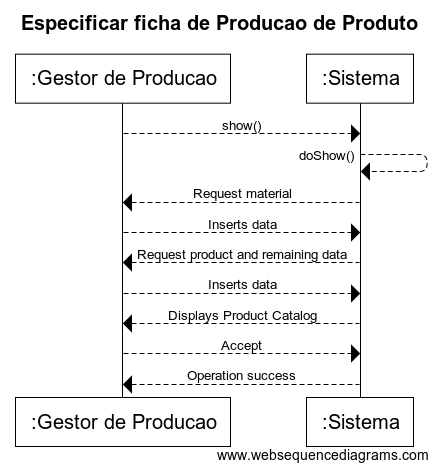 Especificar ficha de Producao de Produto
:Gestor de Producao
:Sistema
show()
doShow()
Request material
Inserts data
Request product and remaining data
Inserts data
Displays Product Catalog
Accept
Operation success
:Gestor de Producao
:Sistema
www.websequencediagrams.com